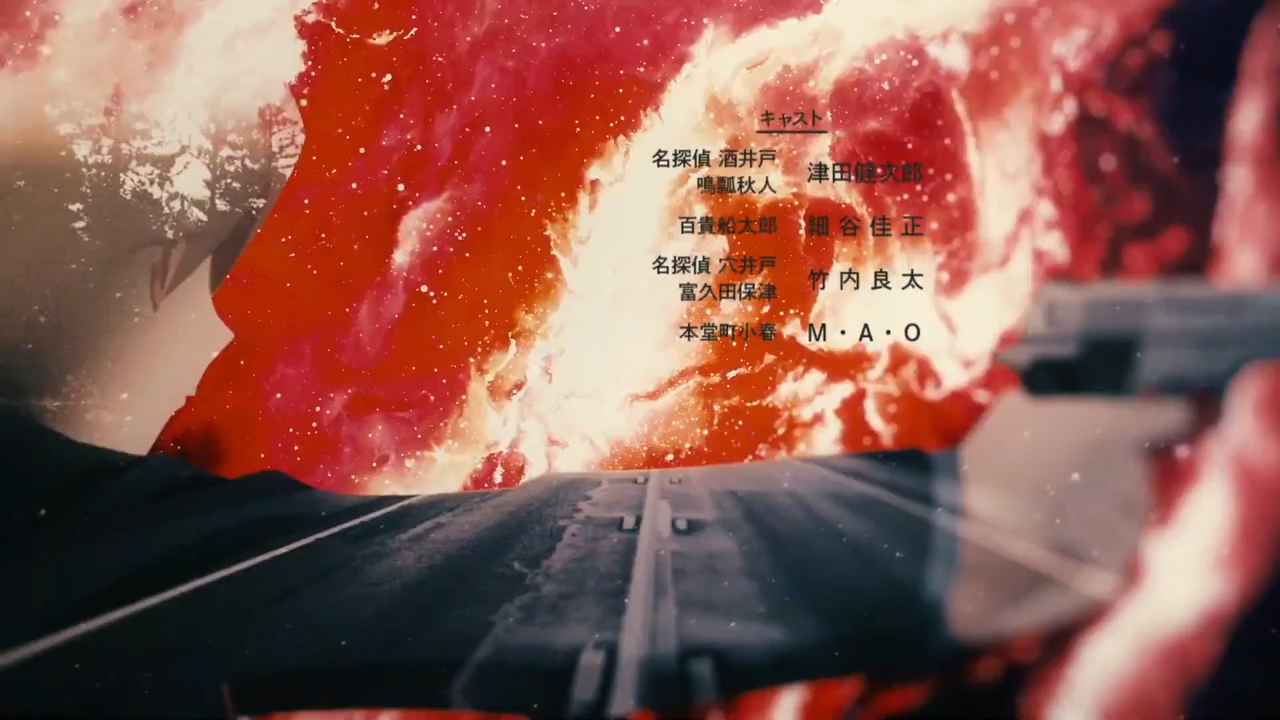 キャスト
名探偵 酒井戸
鳴瓢秋人
津田健次郎
百貴船太郎 細谷佳正
名探偵 穴井戸
富久田保津
竹内良太
本堂町小春 M・A・O